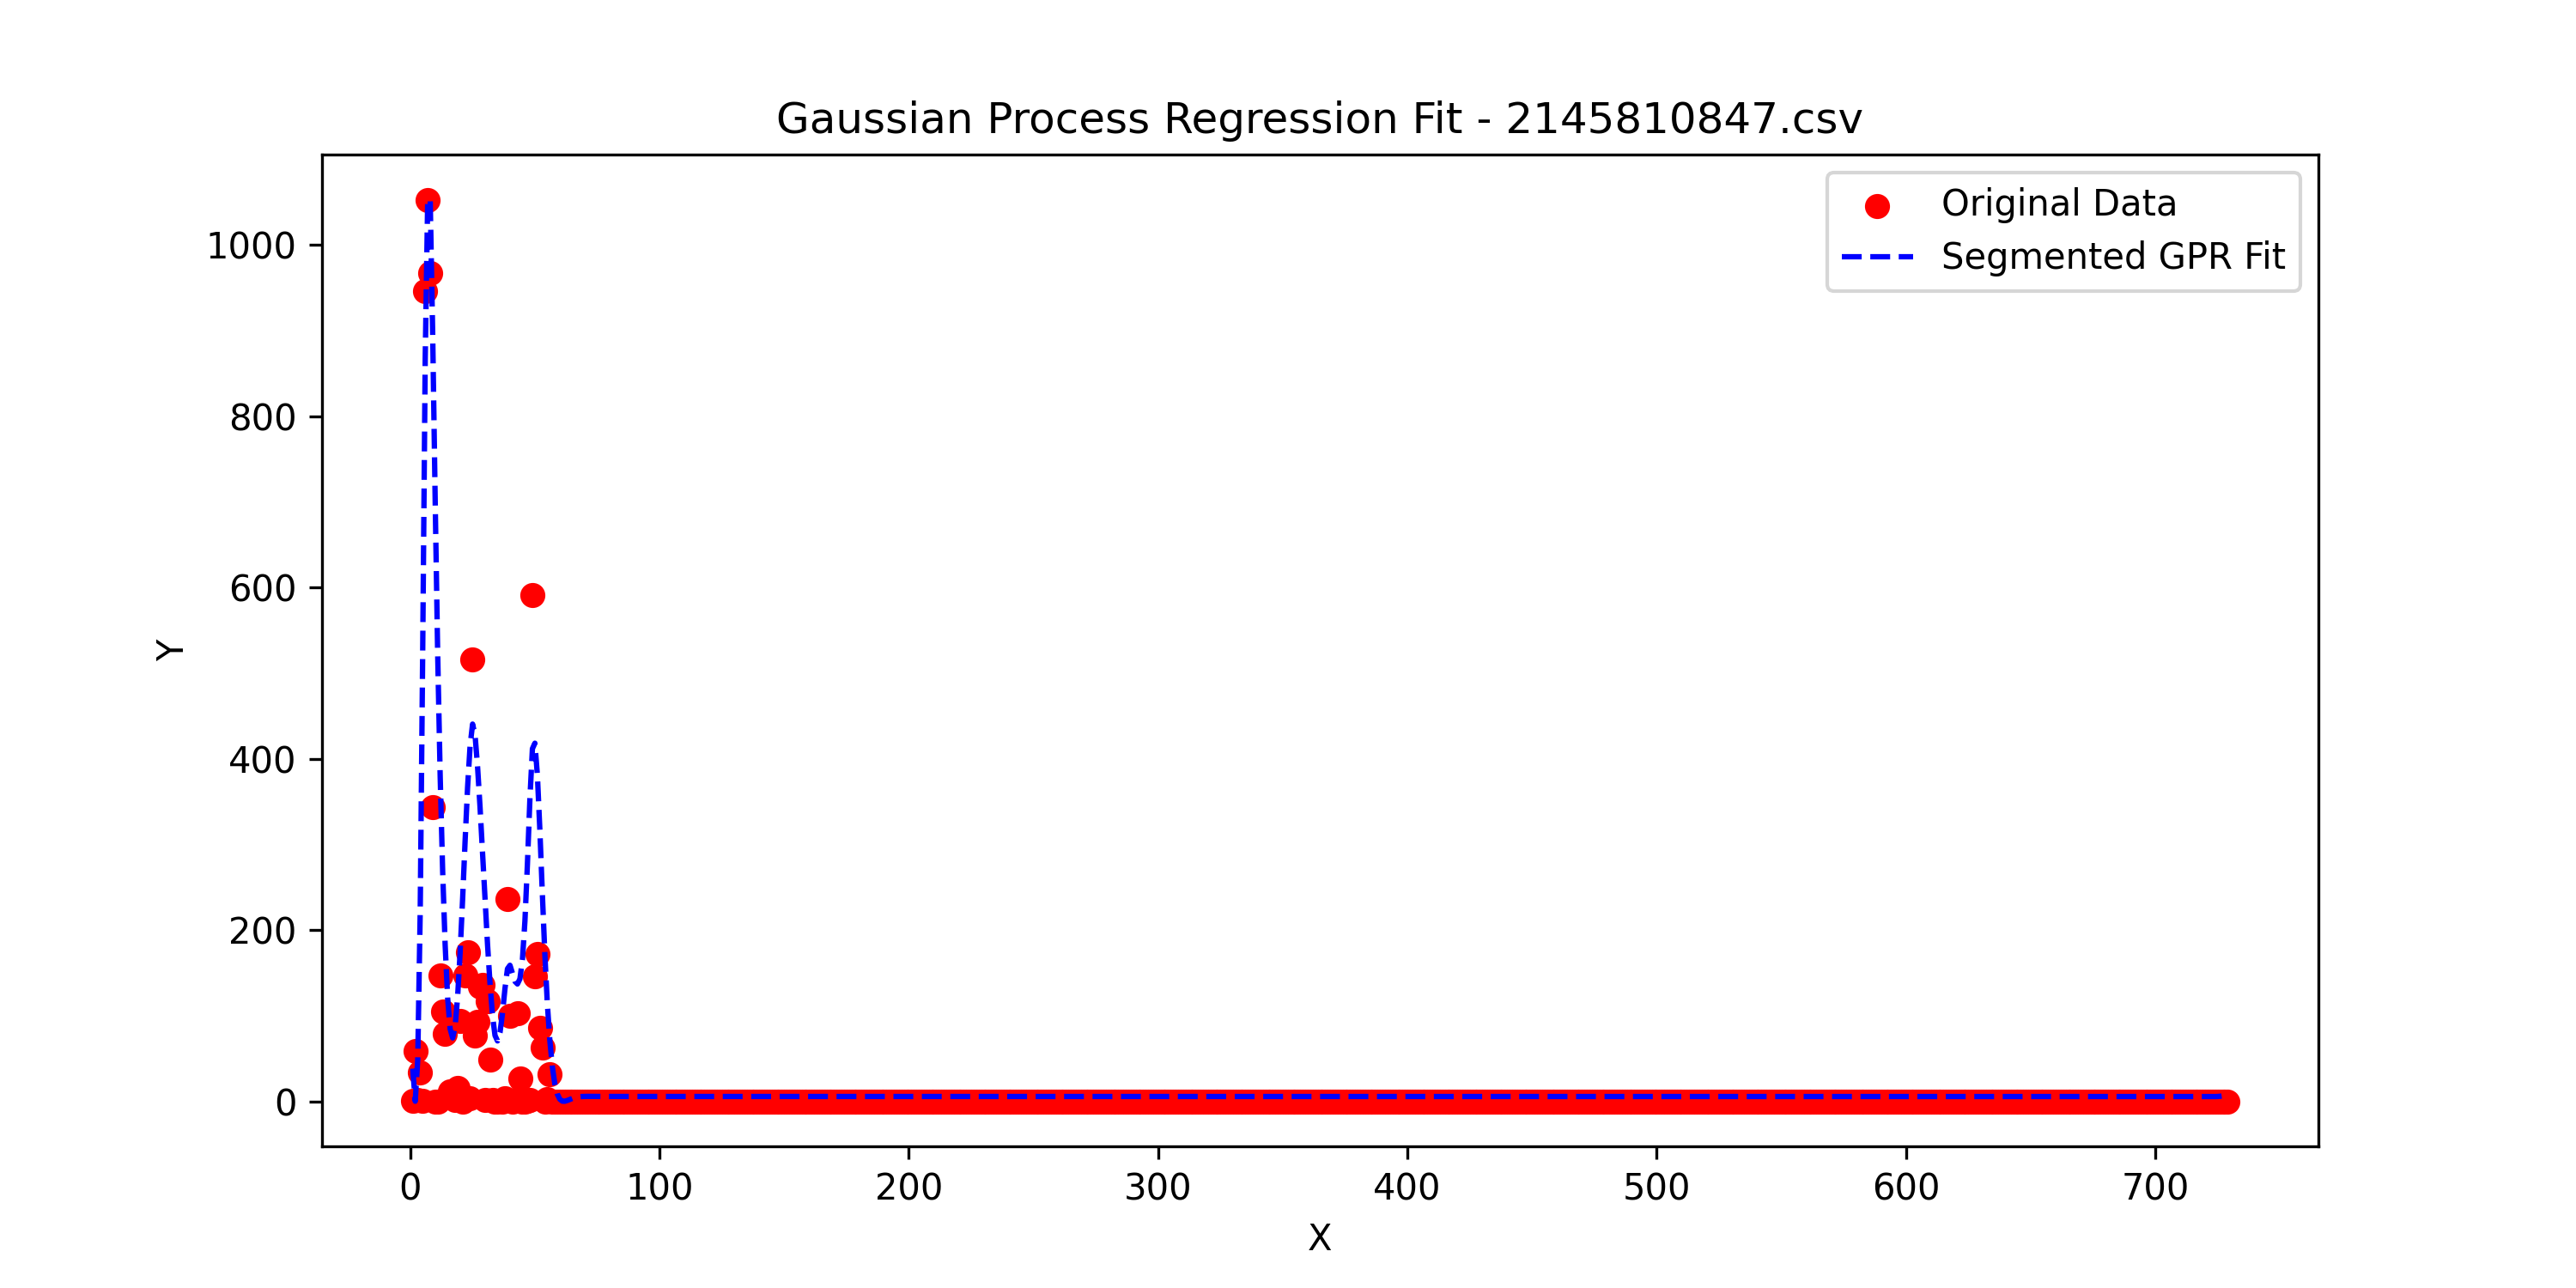 Gaussian Process Regression Fit - 2145810847.csv
Original Data
Segmented GPR Fit
1000
800
600
400
200
0
Y
0 100 200 300 400 500 600 700
X